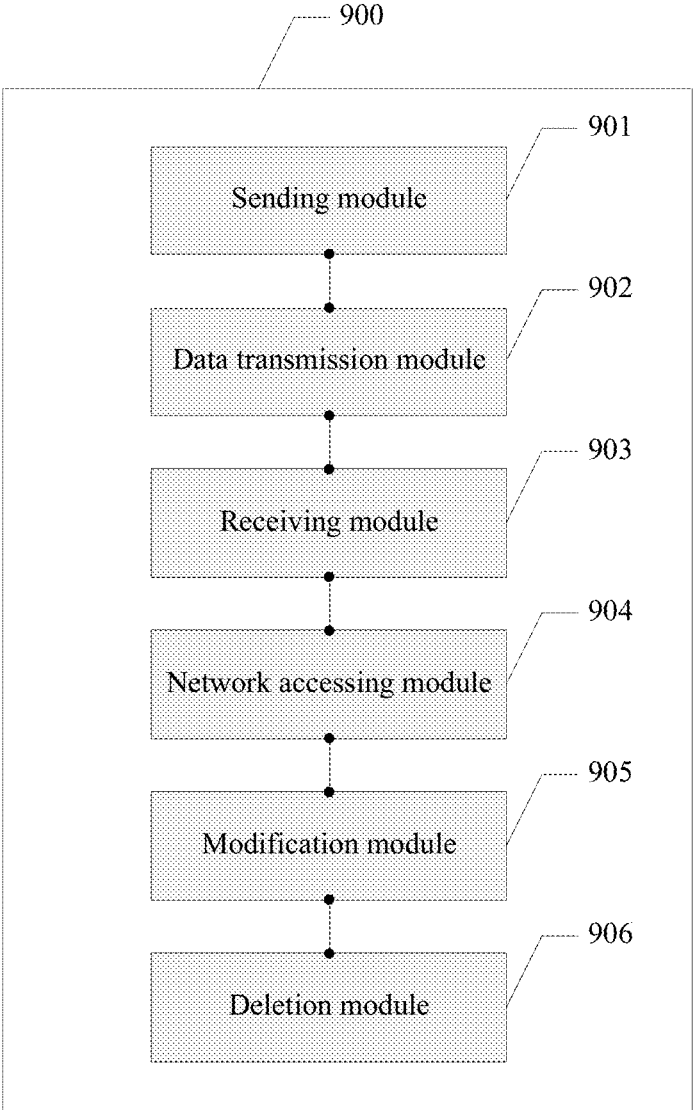 900
901
Sending module
902
Data transmission module
903
Receiving module
904
Network accessing module
905
Modification module
906
Deletion module